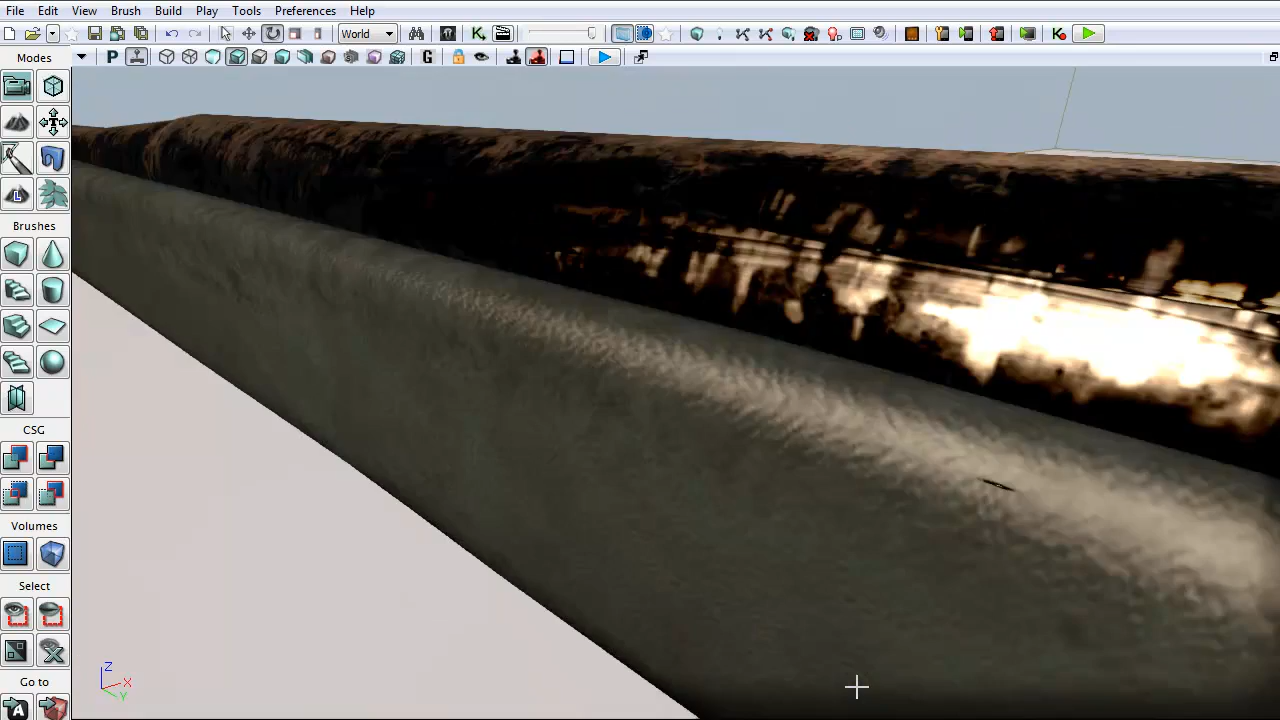 File Edit View Brush Build Play Tools Preferences Help
World
P G
Modes
L
Brushes
CSG
Volumes
Select
Go to
A
Z
X
Y